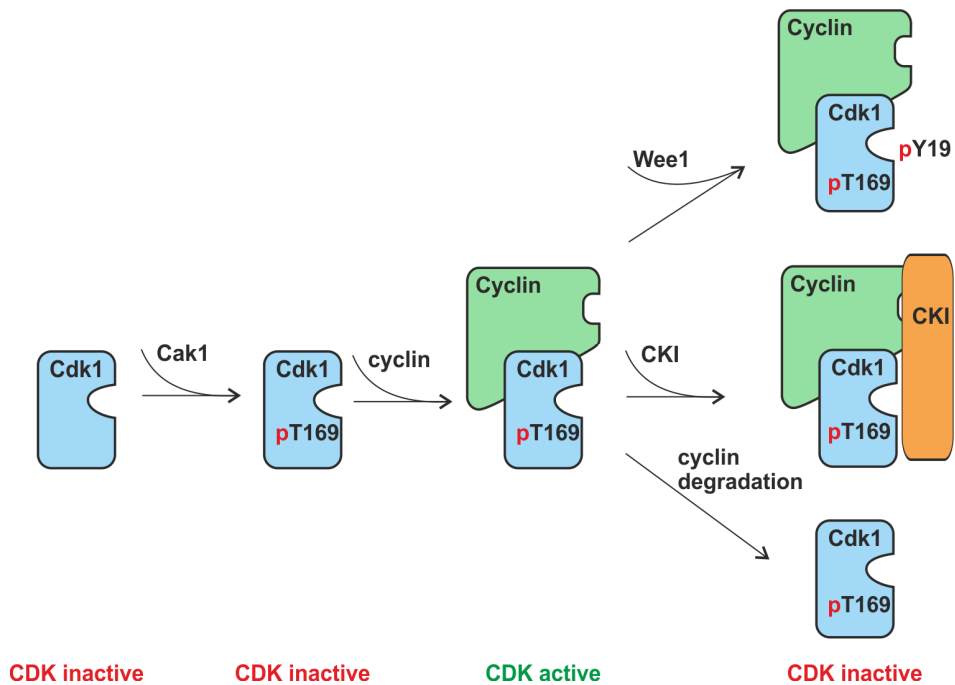 Cyclin
Cdk1
pY19
pT169
Wee1
Cyclin
Cdk1
pT169
Cyclin
CKI
Cdk1
pT169
Cak1
cyclin
CKI
Cdk1
Cdk1
pT169
cyclin
degradation
Cdk1
pT169
CDK inactive
CDK inactive
CDK active
CDK inactive